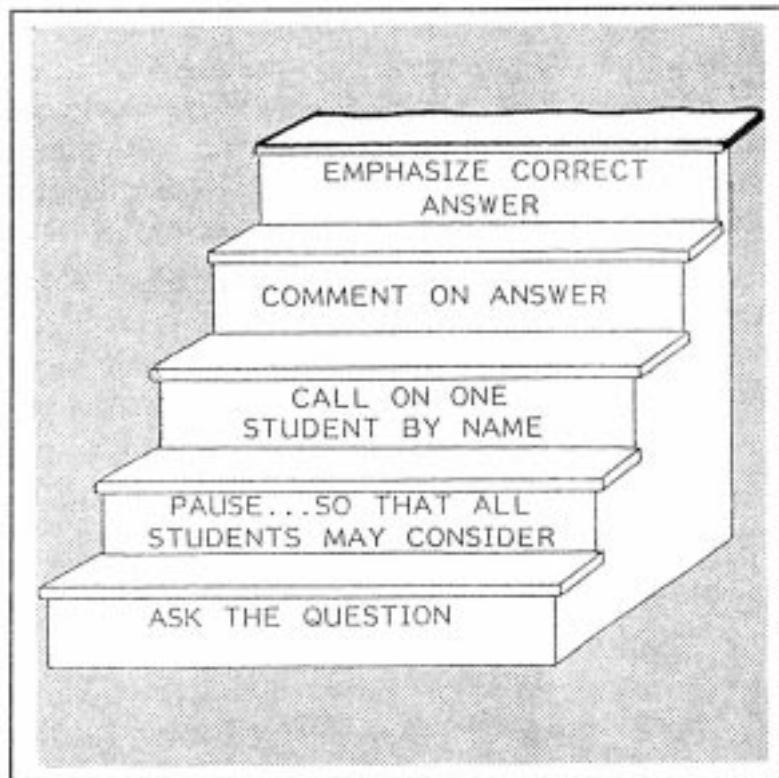 EMPHASIZE CORRECT
ANSWER
COMMENT ON ANSWER
CALL ON ONE
STUDENT BY NAME
PAUSE...SO THAT ALL
STUDENTS MAY CONSIDER
ASK THE QUESTION